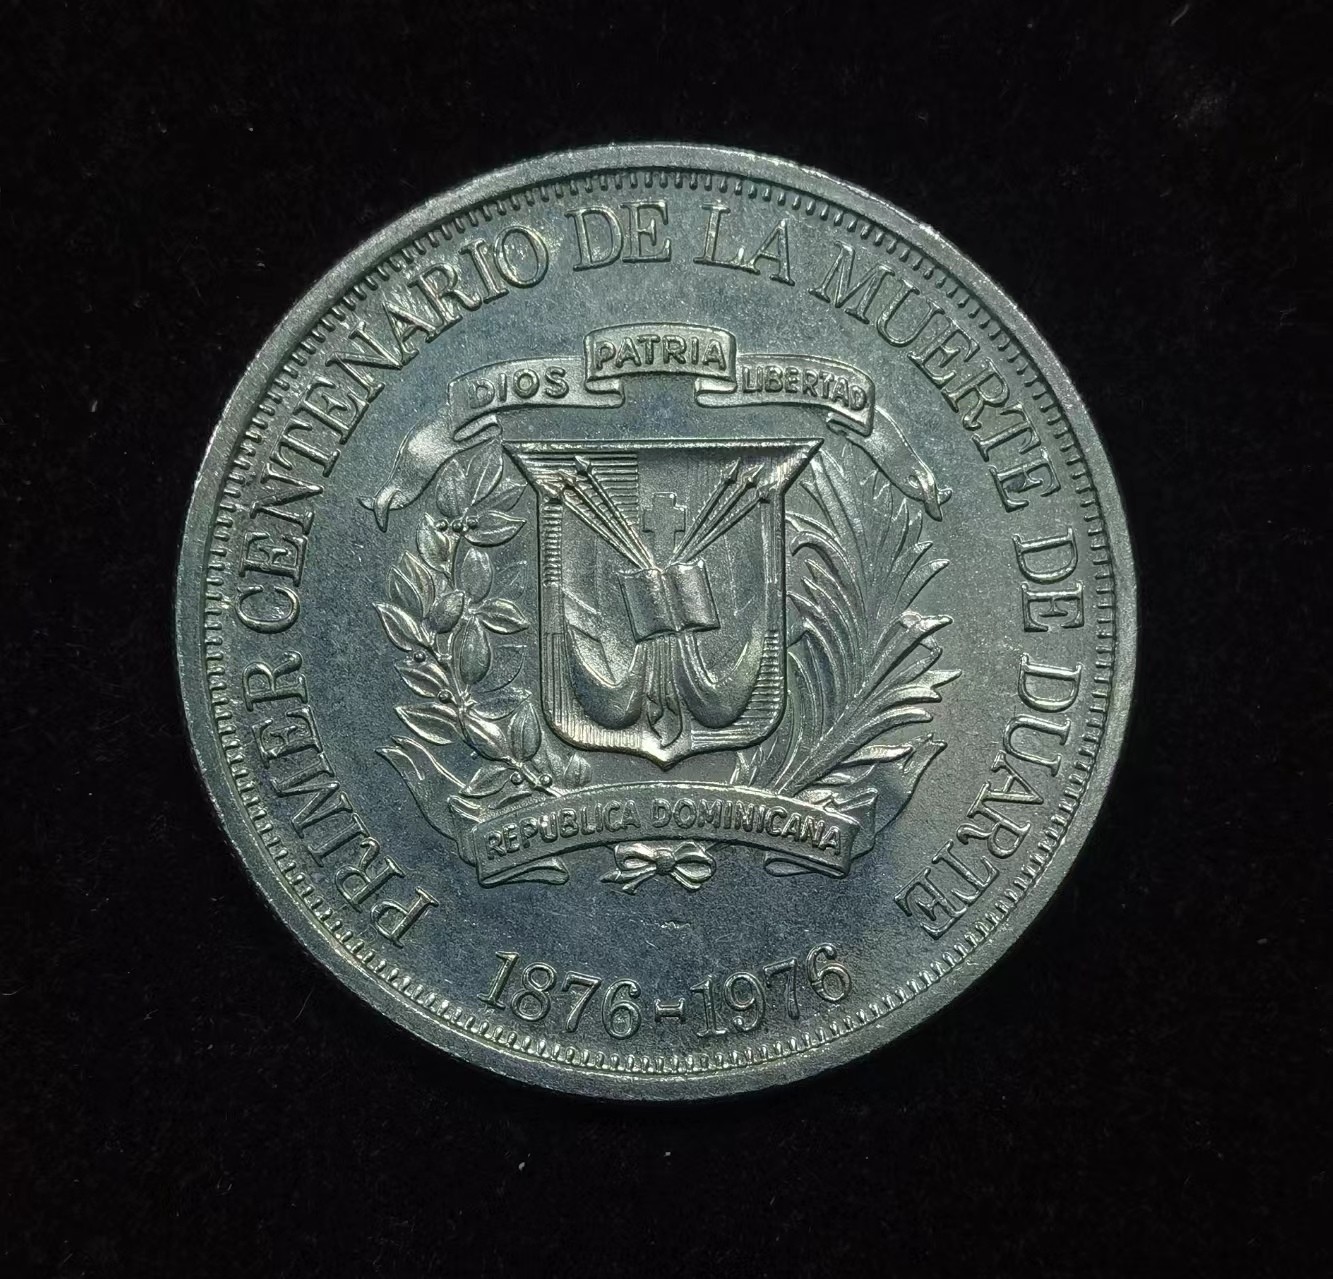 PRIMER CENTENARIO DE LA MUERTE DE DUARTE
DIOS PATRIA LIBERTAD
REPUBLICA DOMINICANA
1876-1976